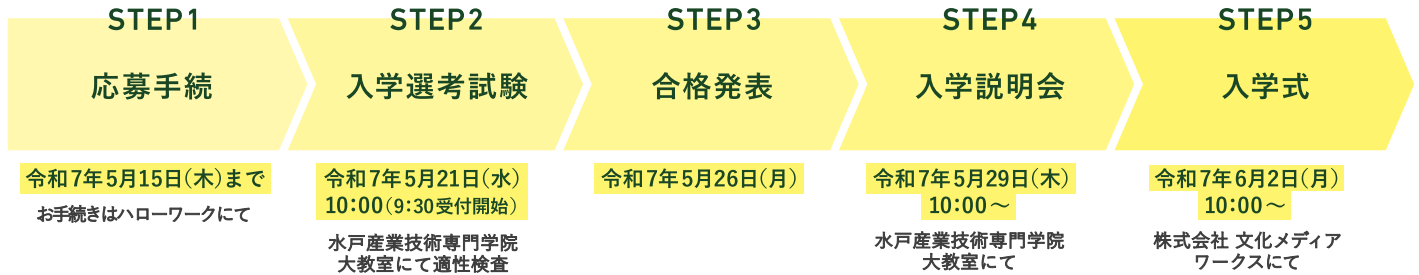 STEP1
応募手続
令和7年5月15日(木)まで
お手続きはハローワークにて
STEP2
入学選考試験
令和7年5月21日(水)
10:00(9:30受付開始)
水戸産業技術専門学院
大教室にて適性検査
STEP3
合格発表
令和7年5月26日(月)
STEP4
入学説明会
令和7年5月29日(木)
10:00〜
水戸産業技術専門学院
大教室にて
STEP5
入学式
令和7年6月2日(月)
10:00〜
株式会社 文化メディア
ワークスにて